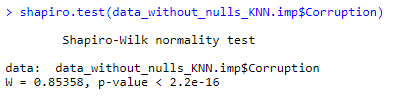 > shapiro.test(data_without_nulls_KNN.imp$Corruption)
Shapiro-Wilk normality test
data:  data_without_nulls_KNN.imp$Corruption
W = 0.85358, p-value < 2.2e-16